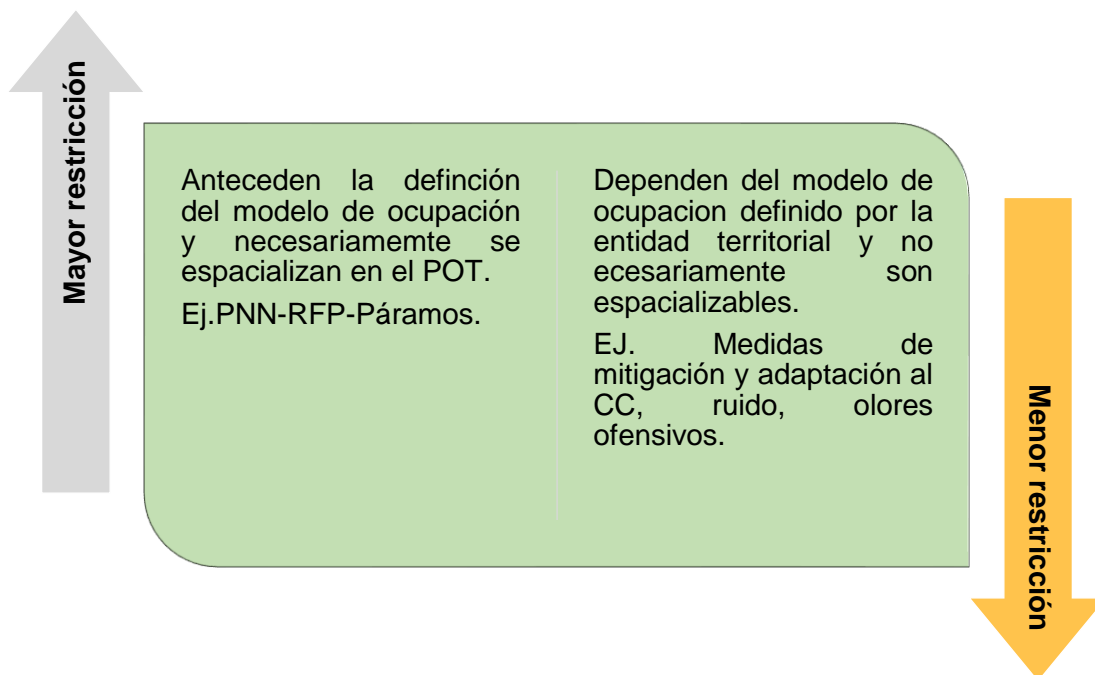 Mayor restricción
Anteceden la definción
del modelo de ocupación
y necesariamemte se
espacializan en el POT.
Ej.PNN-RFP-Páramos.
Dependen del modelo de
ocupacion definido por la
entidad territorial y no
ecesariamente son
espacializables.
EJ. Medidas de
mitigación y adaptación al
CC, ruido, olores
ofensivos.
Menor restricción